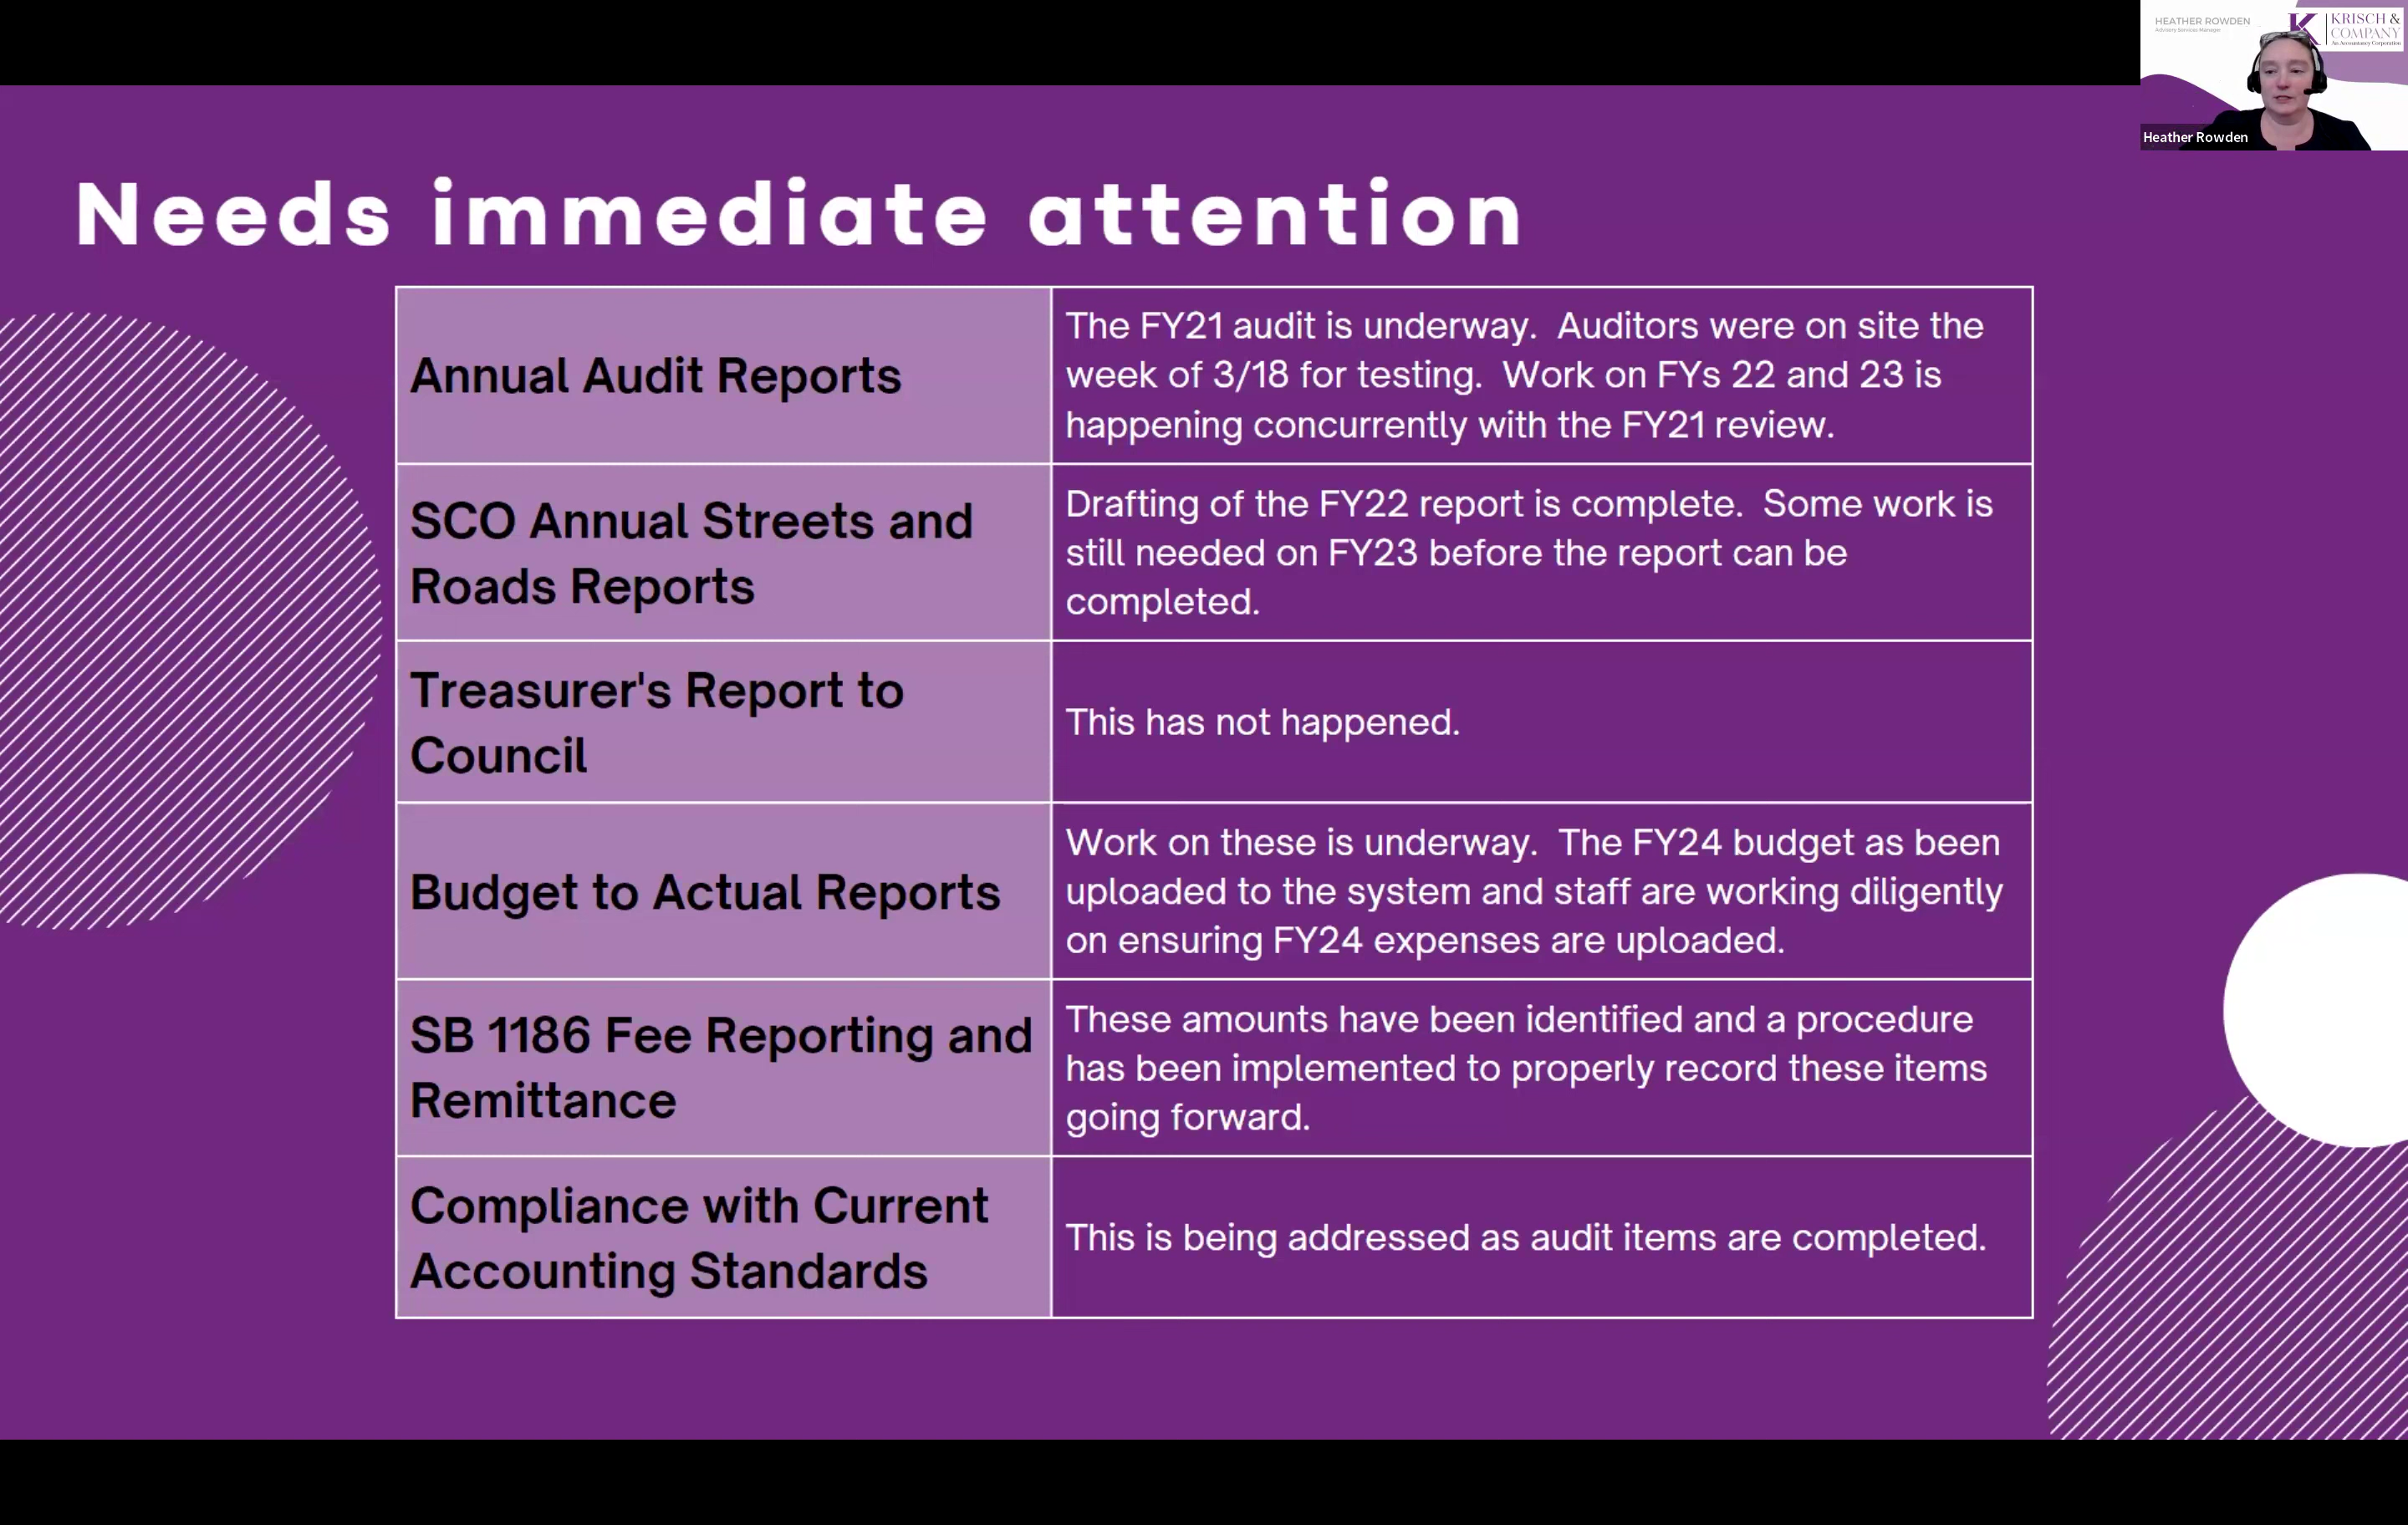 HEATHER ROWDEN
Advisory Services Manager
K
KRISCH &
COMPANY
An Accountancy Corporation
Heather Rowden
Needs immediate attention
Annual Audit Reports
The FY21 audit is underway.  Auditors were on site the
week of 3/18 for testing.  Work on FYs 22 and 23 is
happening concurrently with the FY21 review.
SCO Annual Streets and
Roads Reports
Drafting of the FY22 report is complete.  Some work is
still needed on FY23 before the report can be
completed.
Treasurer's Report to
Council
This has not happened.
Budget to Actual Reports
Work on these is underway.  The FY24 budget as been
uploaded to the system and staff are working diligently
on ensuring FY24 expenses are uploaded.
SB 1186 Fee Reporting and
Remittance
These amounts have been identified and a procedure
has been implemented to properly record these items
going forward.
Compliance with Current
Accounting Standards
This is being addressed as audit items are completed.